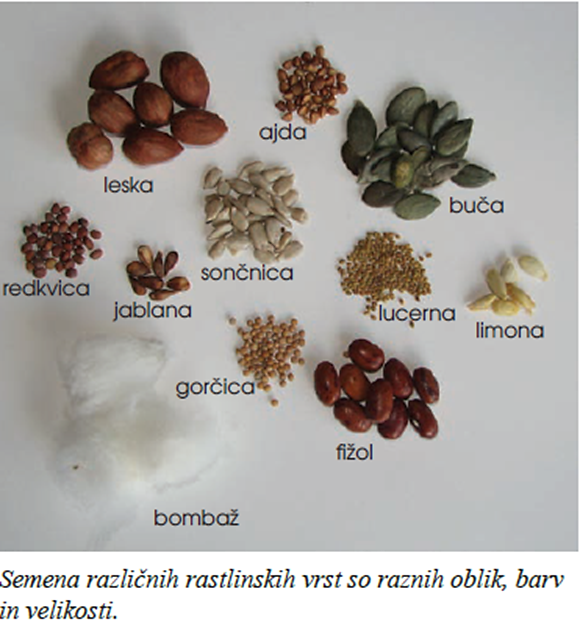 ajda
leska
buča
sončnica
redkvica
jablana
lucerna
limona
gorčica
fižol
bombaž
Semena različnih rastlinskih vrst so raznih oblik, barv
in velikosti.